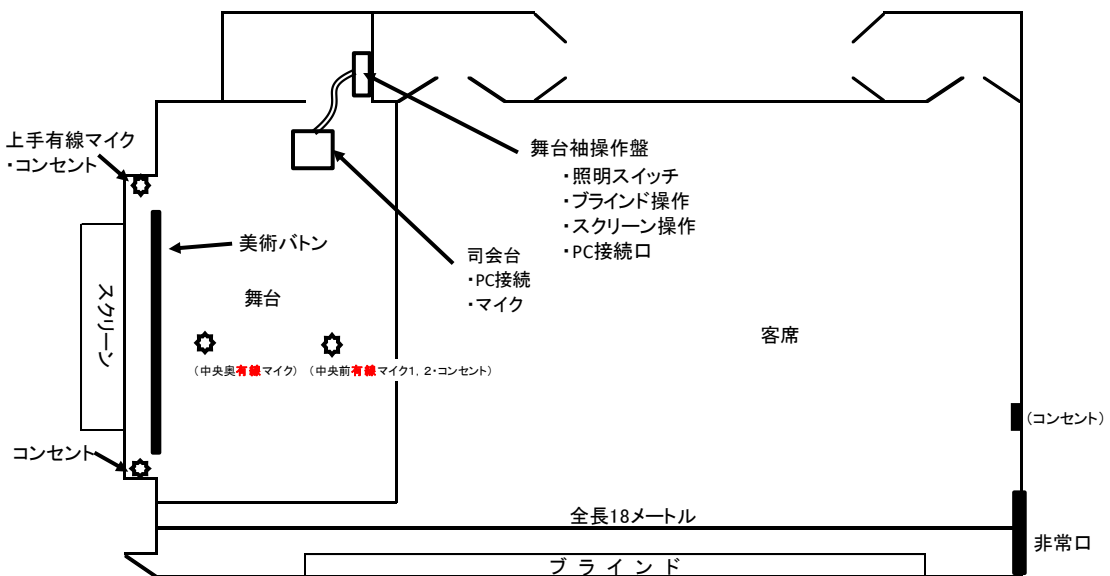 上手有線マイク
・コンセント
舞台袖操作盤
・照明スイッチ
・ブラインド操作
・スクリーン操作
・PC接続口
美術バトン
司会台
・PC接続
・マイク
スクリーン
舞台
客席
(中央奥有線マイク)
(中央前有線マイク1, 2・コンセント)
(コンセント)
コンセント
全長18メートル
非常口
ブラインド